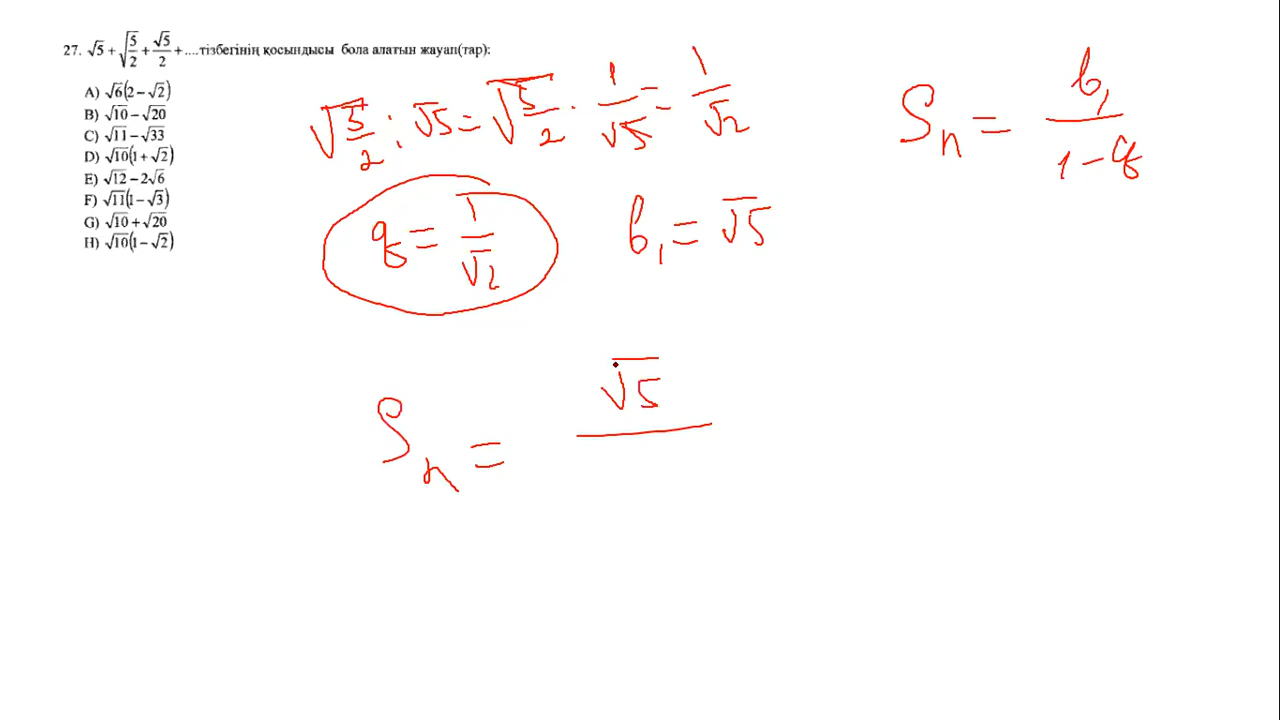 27. √5 + √(5/2) + √5/2 + ....тізбегінің қосындысы бола алатын жауап(тар):
A) √6(2 − √2)
B) √10 − √20
C) √11 − √33
D) √10(1 + √2)
E) √12 − 2√6
F) √11(1 − √3)
G) √10 + √20
H) √10(1 − √2)
√(5/2) : √5 = √(5/2) · 1/√5 = 1/√2
Sn = b₁/(1 − q)
q = 1/√2
b₁ = √5
Sn = √5